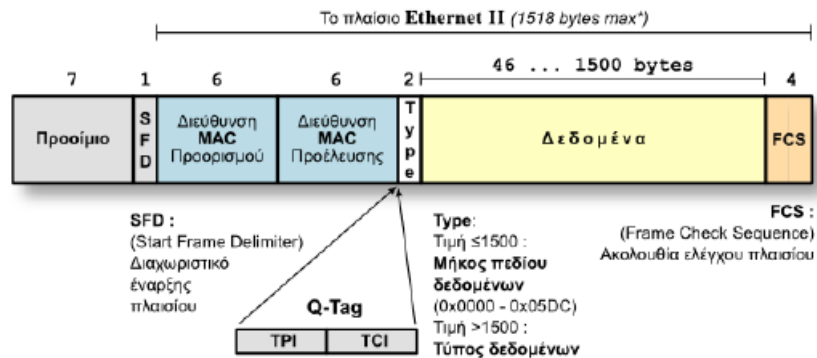 Το πλαίσιο Ethernet II (1518 bytes max*)
7 1 6 6 2 46 ... 1500 bytes 4
Προοίμιο
SFD
Διεύθυνση
MAC
Προορισμού
Διεύθυνση
MAC
Προέλευσης
Type
Δεδομένα
FCS
SFD :
(Start Frame Delimiter)
Διαχωριστικό
έναρξης
πλαισίου
Type:
Τιμή ≤1500 :
Μήκος πεδίου
δεδομένων
(0x0000 - 0x05DC)
Τιμή >1500 :
Τύπος δεδομένων
FCS :
(Frame Check Sequence)
Ακολουθία ελέγχου πλαισίου
Q-Tag
TPI TCI